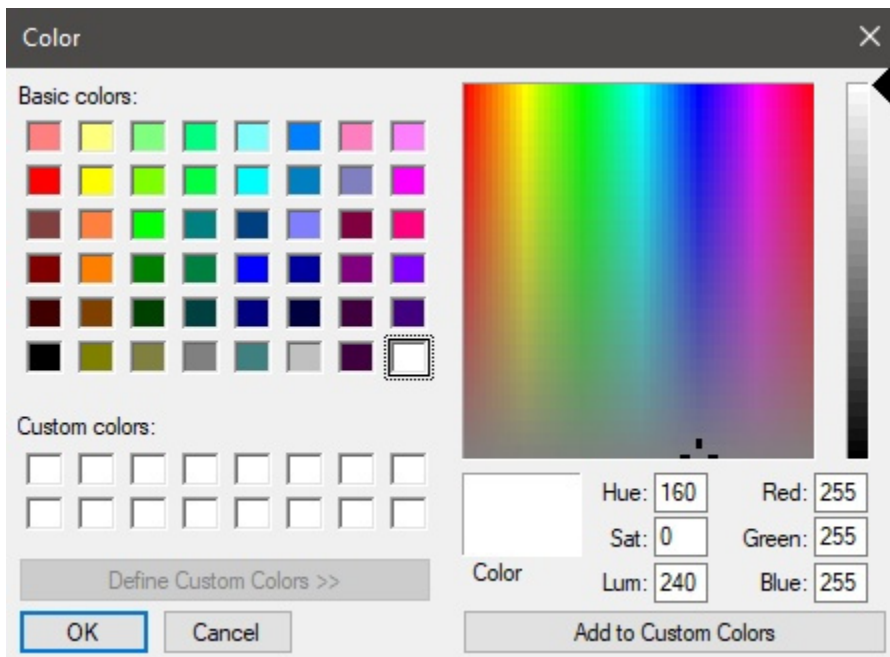 Color
Basic colors:
Custom colors:
Define Custom Colors >>
OK Cancel
Color
Hue: 160 Red: 255
Sat: 0 Green: 255
Lum: 240 Blue: 255
Add to Custom Colors